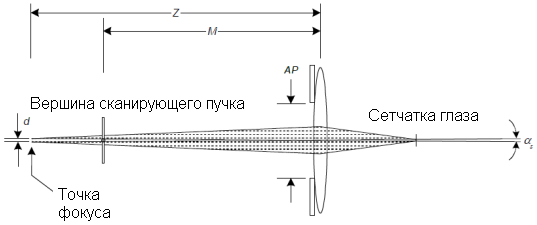 Z
M
AP
Вершина сканирующего пучка
Сетчатка глаза
d
αs
Точка
фокуса